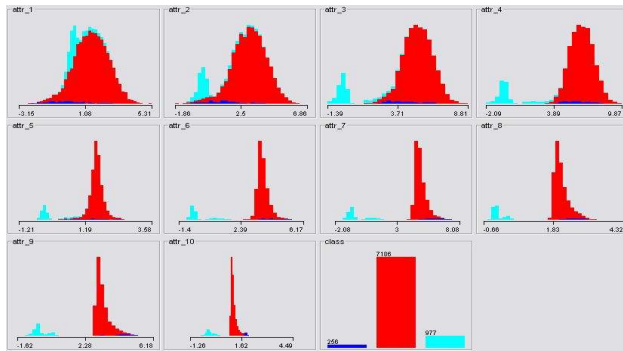 attr_1 attr_2 attr_3 attr_4
-3.15 1.08 5.31 -1.86 2.5 6.86 -1.39 3.71 8.81 -2.09 3.89 9.87
attr_5 attr_6 attr_7 attr_8
-1.21 1.19 3.58 -1.4 2.39 6.17 -2.08 3 8.08 -0.66 1.83 4.32
attr_9 attr_10 class
7186
977
256
-1.62 2.28 6.18 -1.26 1.62 4.49